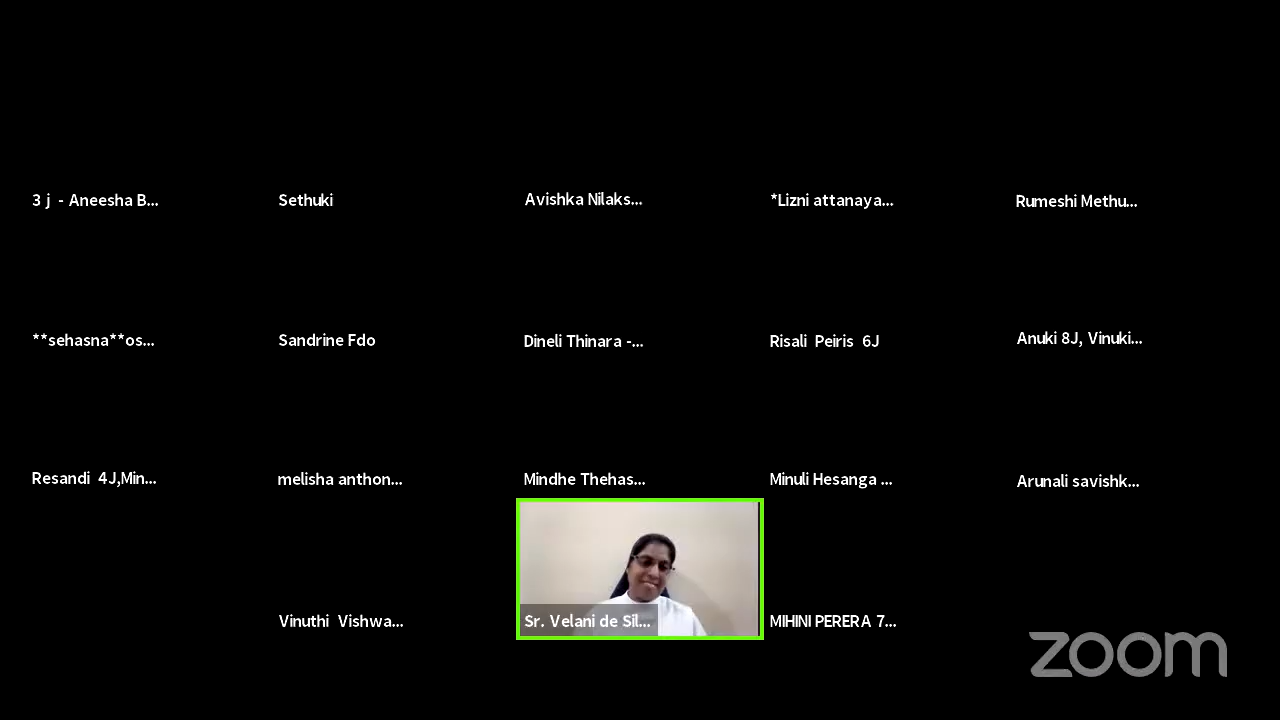 3 j - Aneesha B...
Sethuki
Avishka Nilaks...
*Lizni attanaya...
Rumeshi Methu...
**sehasna**os...
Sandrine Fdo
Dineli Thinara -...
Risali Peiris 6J
Anuki 8J, Vinuki...
Resandi 4J,Min...
melisha anthon...
Mindhe Thehas...
Minuli Hesanga ...
Arunali savishk...
Vinuthi Vishwa...
Sr. Velani de Sil...
MIHINI PERERA 7...
zoom